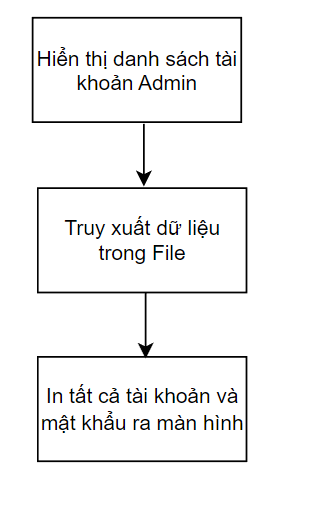 Hiển thị danh sách tài
khoản Admin
Truy xuất dữ liệu
trong File
In tất cả tài khoản và
mật khẩu ra màn hình